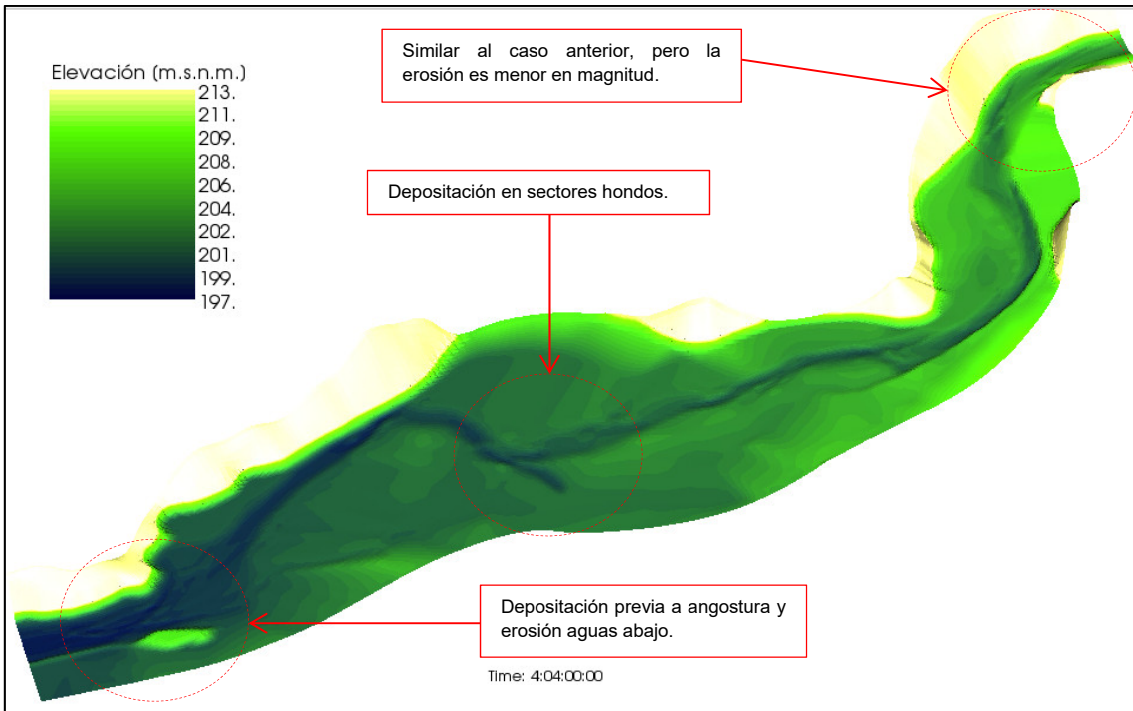 Similar al caso anterior, pero la
erosión es menor en magnitud.
Elevación (m.s.n.m.)
213.
211.
209.
208.
206.
204.
202.
201.
199.
197.
Depositación en sectores hondos.
Depositación previa a angostura y
erosión aguas abajo.
Time: 4:04:00:00